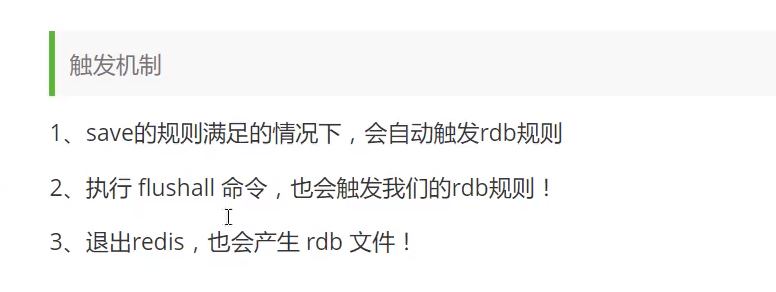 触发机制
1、save的规则满足的情况下，会自动触发rdb规则
2、执行 flushall 命令，也会触发我们的rdb规则！
3、退出redis，也会产生 rdb 文件！